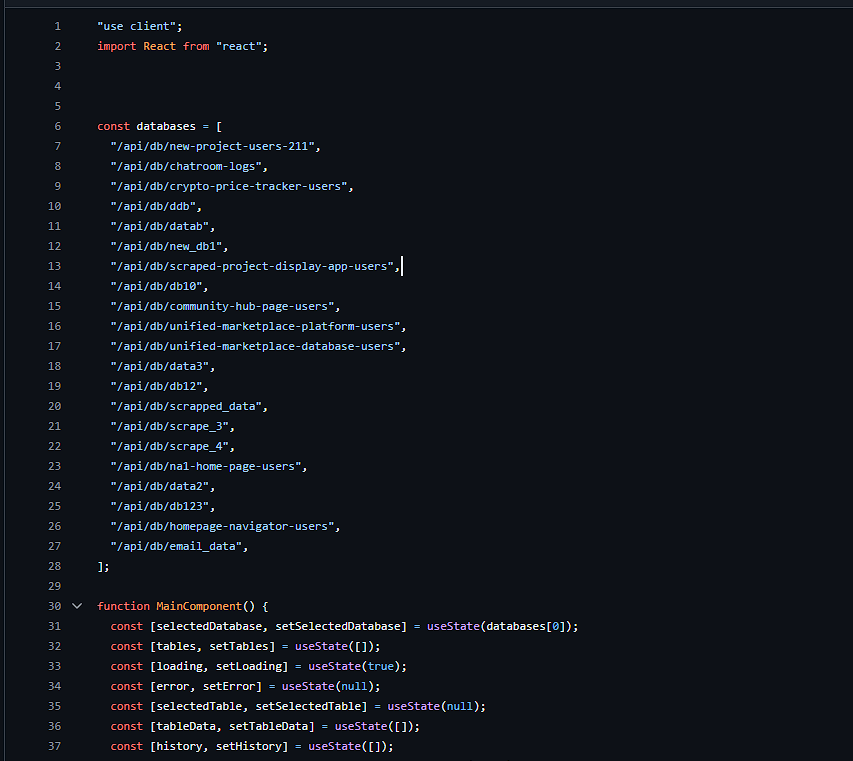 1 "use client";
2 import React from "react";
3
4
5
6 const databases = [
7 "/api/db/new-project-users-211",
8 "/api/db/chatroom-logs",
9 "/api/db/crypto-price-tracker-users",
10 "/api/db/ddb",
11 "/api/db/datab",
12 "/api/db/new_db1",
13 "/api/db/scraped-project-display-app-users",
14 "/api/db/db10",
15 "/api/db/community-hub-page-users",
16 "/api/db/unified-marketplace-platform-users",
17 "/api/db/unified-marketplace-database-users",
18 "/api/db/data3",
19 "/api/db/db12",
20 "/api/db/scrapped_data",
21 "/api/db/scrape_3",
22 "/api/db/scrape_4",
23 "/api/db/na1-home-page-users",
24 "/api/db/data2",
25 "/api/db/db123",
26 "/api/db/homepage-navigator-users",
27 "/api/db/email_data",
28 ];
29
30 function MainComponent() {
31 const [selectedDatabase, setSelectedDatabase] = useState(databases[0]);
32 const [tables, setTables] = useState([]);
33 const [loading, setLoading] = useState(true);
34 const [error, setError] = useState(null);
35 const [selectedTable, setSelectedTable] = useState(null);
36 const [tableData, setTableData] = useState([]);
37 const [history, setHistory] = useState([]);